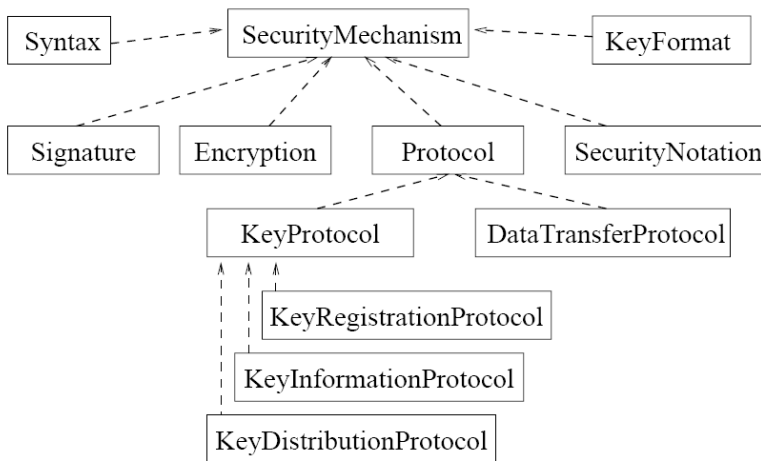 Syntax
SecurityMechanism
KeyFormat
Signature
Encryption
Protocol
SecurityNotation
KeyProtocol
DataTransferProtocol
KeyRegistrationProtocol
KeyInformationProtocol
KeyDistributionProtocol